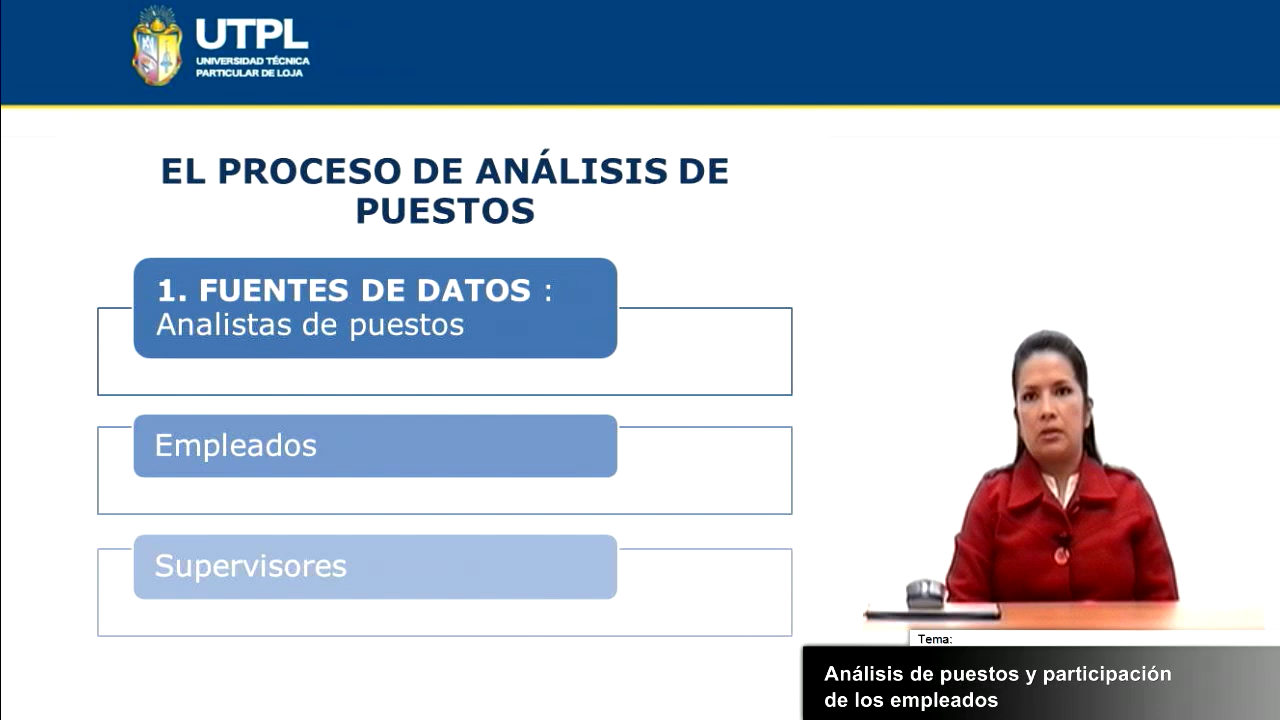 UTPL
UNIVERSIDAD TÉCNICA
PARTICULAR DE LOJA
EL PROCESO DE ANÁLISIS DE
PUESTOS
1. FUENTES DE DATOS :
Analistas de puestos
Empleados
Supervisores
Tema:
Análisis de puestos y participación
de los empleados